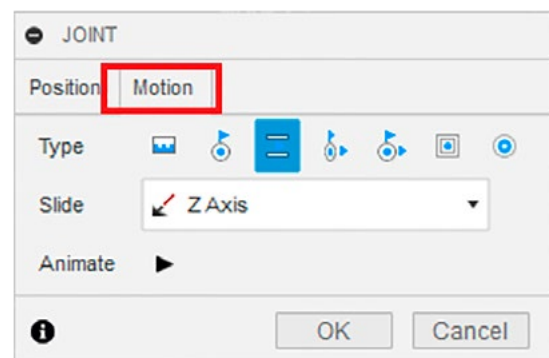 JOINT
Position Motion
Type
Slide Z Axis
Animate
OK Cancel